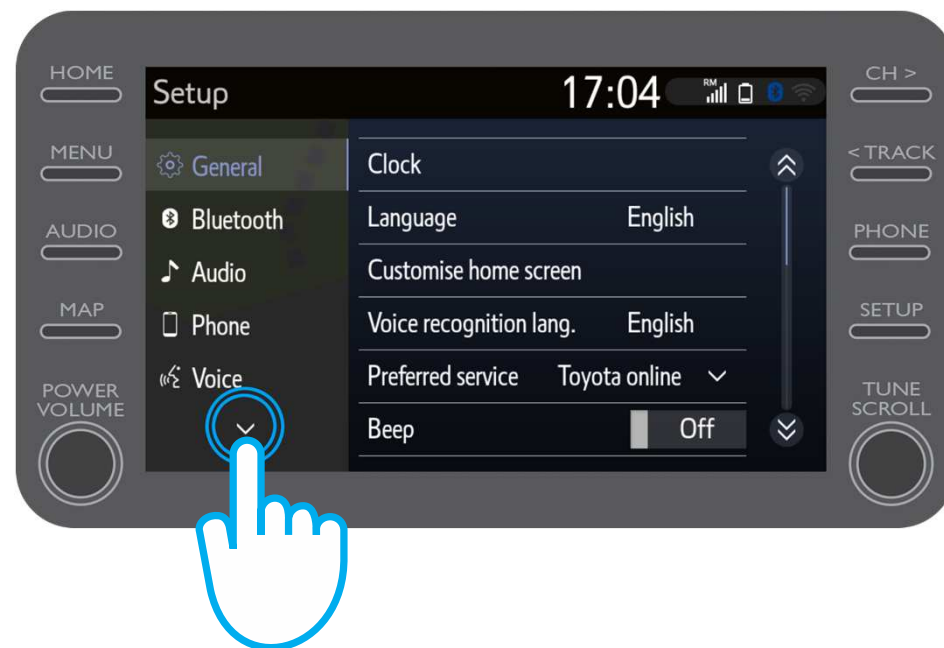 HOME
MENU
AUDIO
MAP
POWER
VOLUME
Setup 17:04 RM
General
Bluetooth
Audio
Phone
Voice
Clock
Language English
Customise home screen
Voice recognition lang. English
Preferred service Toyota online
Beep Off
CH >
< TRACK
PHONE
SETUP
TUNE
SCROLL